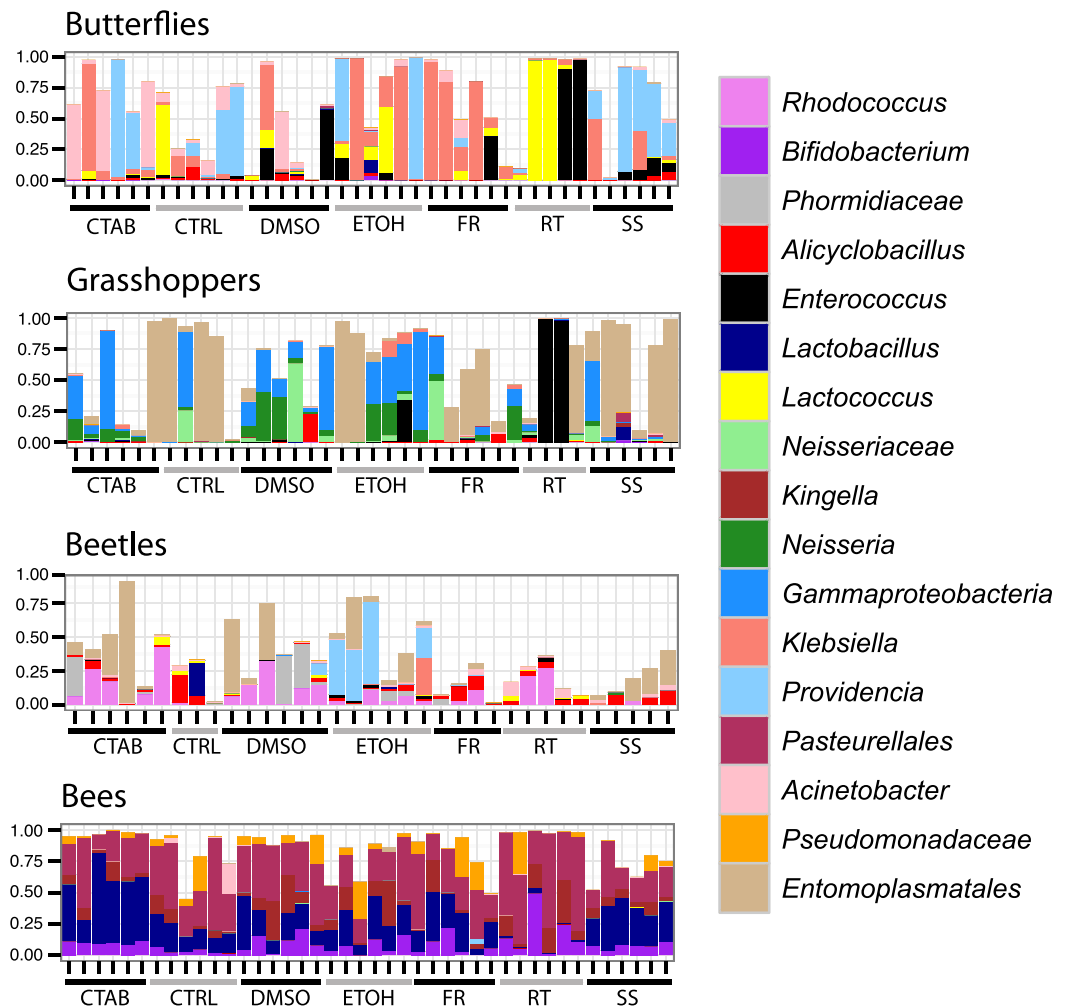 Butterflies
1.00
0.75
0.50
0.25
0.00
CTAB CTRL DMSO ETOH FR RT SS
Grasshoppers
1.00
0.75
0.50
0.25
0.00
CTAB CTRL DMSO ETOH FR RT SS
Beetles
1.00
0.75
0.50
0.25
0.00
CTAB CTRL DMSO ETOH FR RT SS
Bees
1.00
0.75
0.50
0.25
0.00
CTAB CTRL DMSO ETOH FR RT SS
Rhodococcus
Bifidobacterium
Phormidiaceae
Alicyclobacillus
Enterococcus
Lactobacillus
Lactococcus
Neisseriaceae
Kingella
Neisseria
Gammaproteobacteria
Klebsiella
Providencia
Pasteurellales
Acinetobacter
Pseudomonadaceae
Entomoplasmatales